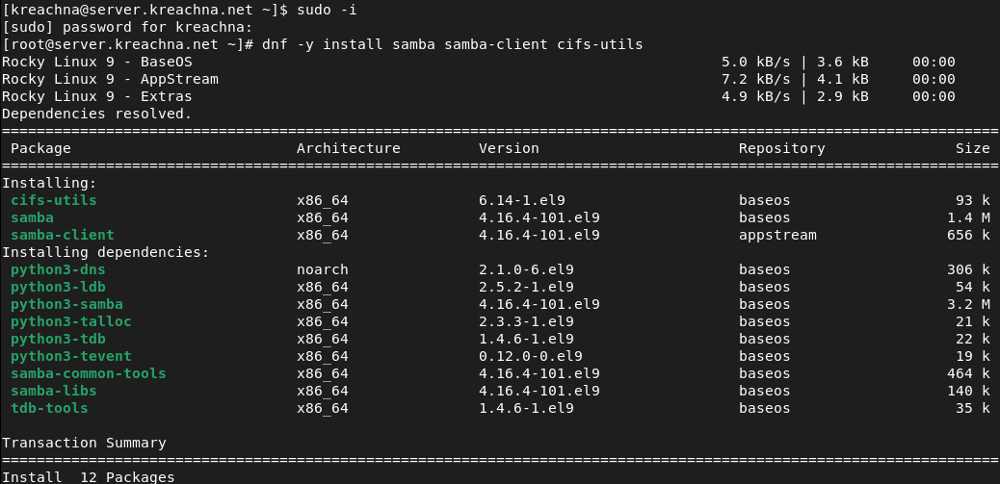 [kreachna@server.kreachna.net ~]$ sudo -i
[sudo] password for kreachna:
[root@server.kreachna.net ~]# dnf -y install samba samba-client cifs-utils
Rocky Linux 9 - BaseOS 5.0 kB/s | 3.6 kB 00:00
Rocky Linux 9 - AppStream 7.2 kB/s | 4.1 kB 00:00
Rocky Linux 9 - Extras 4.9 kB/s | 2.9 kB 00:00
Dependencies resolved.
===================================================================================================================
Package Architecture Version Repository Size
===================================================================================================================
Installing:
cifs-utils x86_64 6.14-1.el9 baseos 93 k
samba x86_64 4.16.4-101.el9 baseos 1.4 M
samba-client x86_64 4.16.4-101.el9 appstream 656 k
Installing dependencies:
python3-dns noarch 2.1.0-6.el9 baseos 306 k
python3-ldb x86_64 2.5.2-1.el9 baseos 54 k
python3-samba x86_64 4.16.4-101.el9 baseos 3.2 M
python3-talloc x86_64 2.3.3-1.el9 baseos 21 k
python3-tdb x86_64 1.4.6-1.el9 baseos 22 k
python3-tevent x86_64 0.12.0-0.el9 baseos 19 k
samba-common-tools x86_64 4.16.4-101.el9 baseos 464 k
samba-libs x86_64 4.16.4-101.el9 baseos 140 k
tdb-tools x86_64 1.4.6-1.el9 baseos 35 k
Transaction Summary
===================================================================================================================
Install 12 Packages